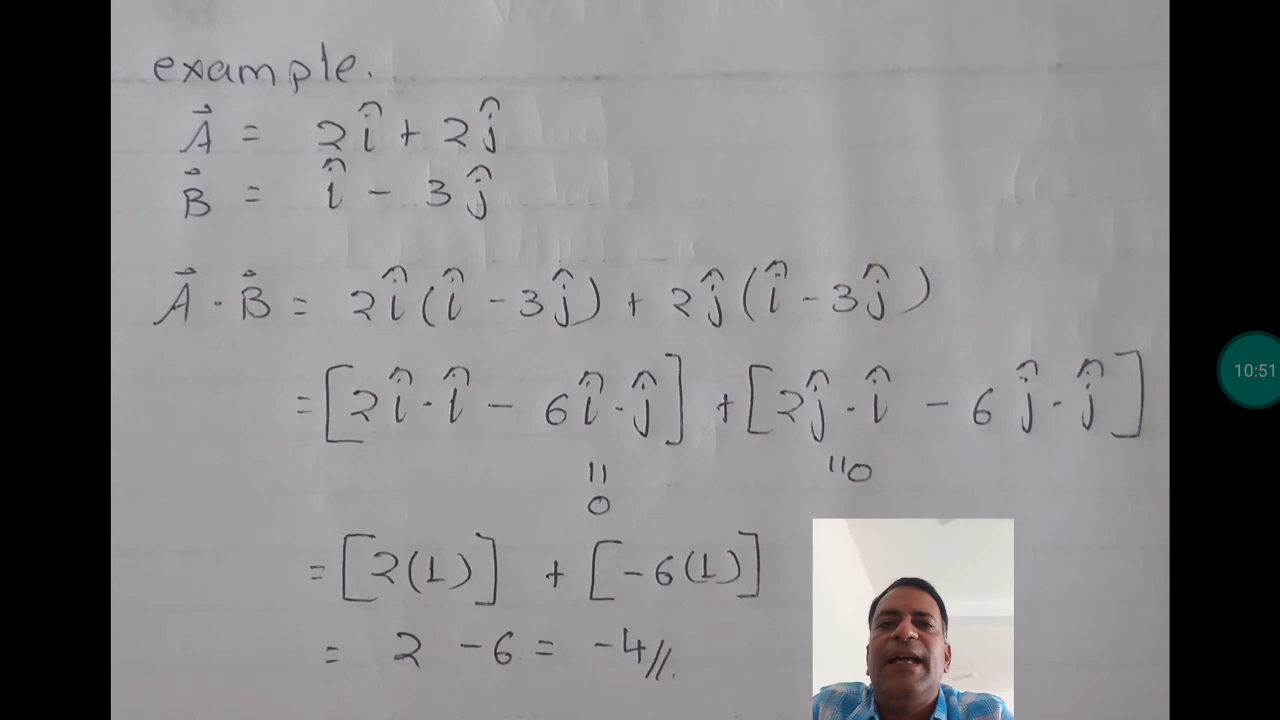 example.
A⃗ = 2î + 2ĵ
B⃗ = î - 3ĵ
A⃗ · B⃗ = 2î(î - 3ĵ) + 2ĵ(î - 3ĵ)
= [2î·î - 6î·ĵ] + [2ĵ·î - 6ĵ·ĵ]
10:51
॥ ॥0
0
= [2(1)] + [-6(1)]
= 2 - 6 = -4//.